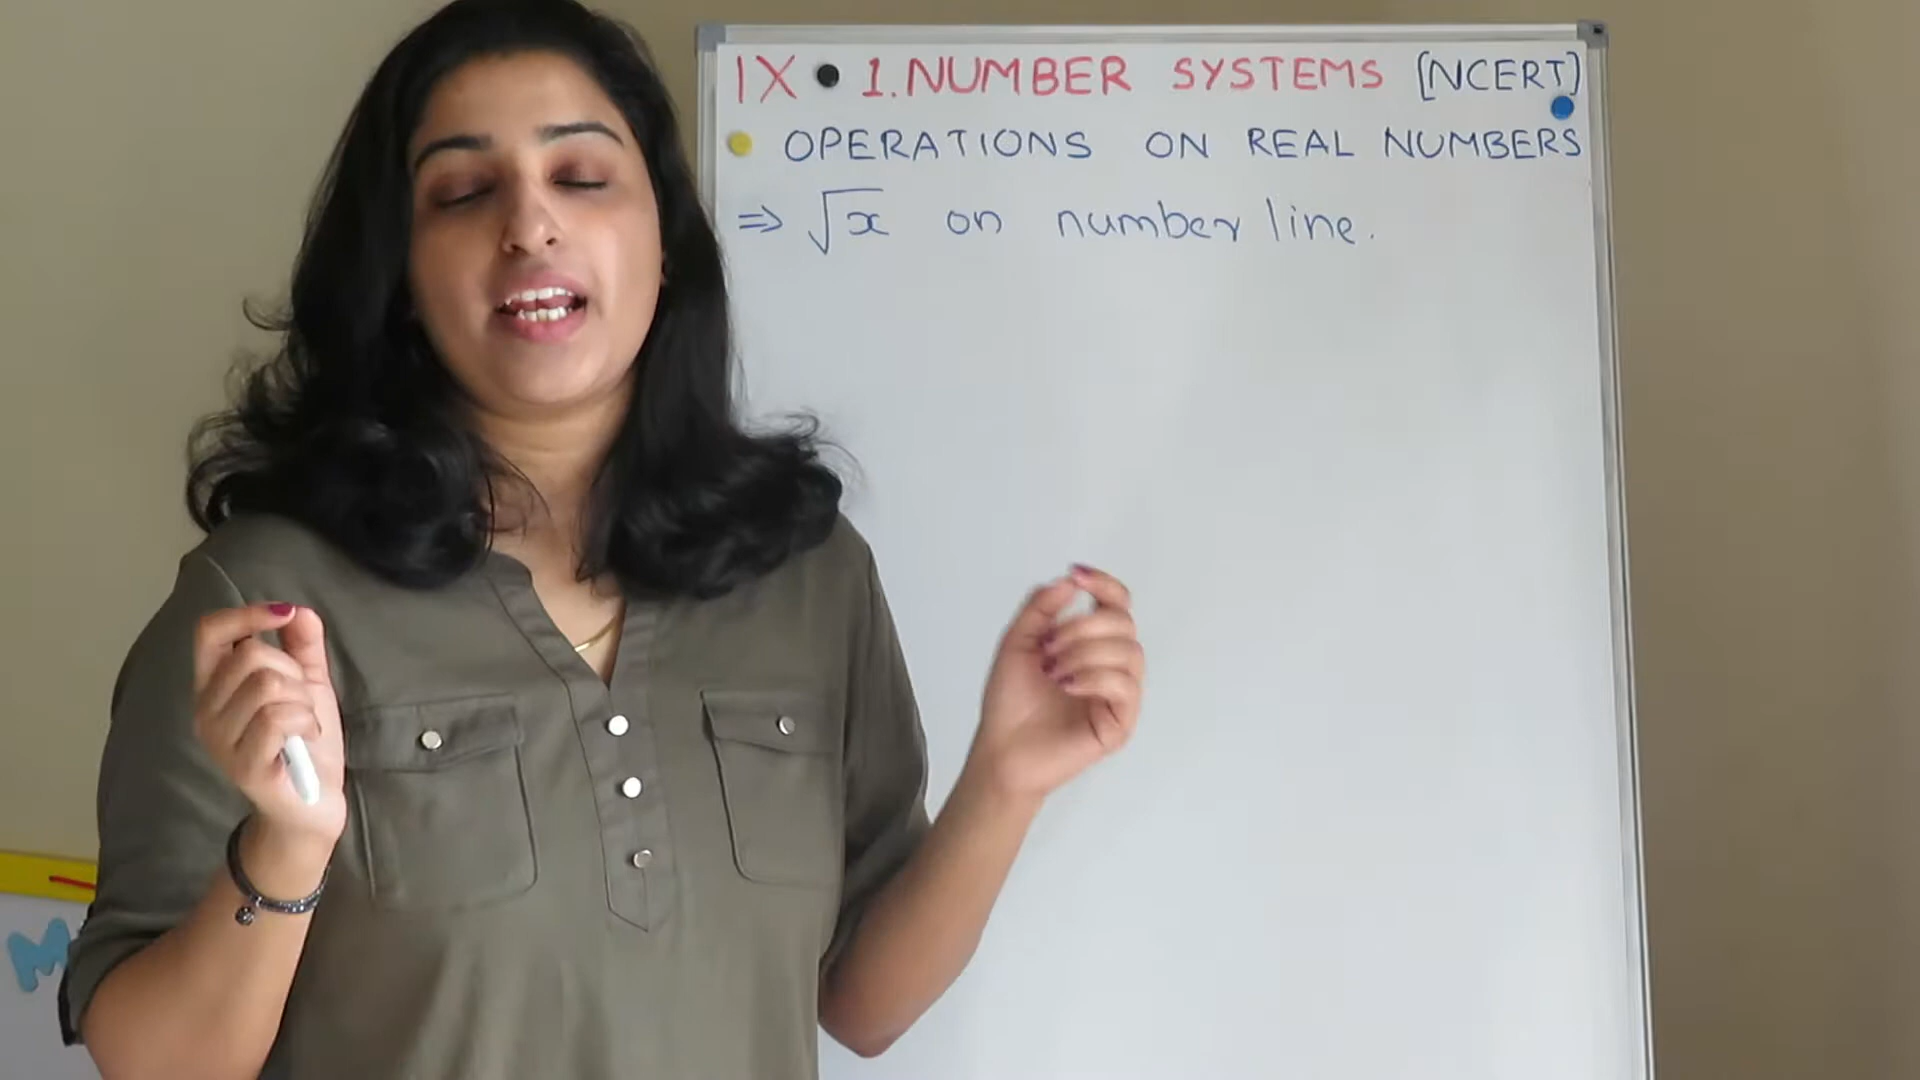 IX • 1. NUMBER SYSTEMS [NCERT]
OPERATIONS ON REAL NUMBERS
⇒ √x on number line.
M